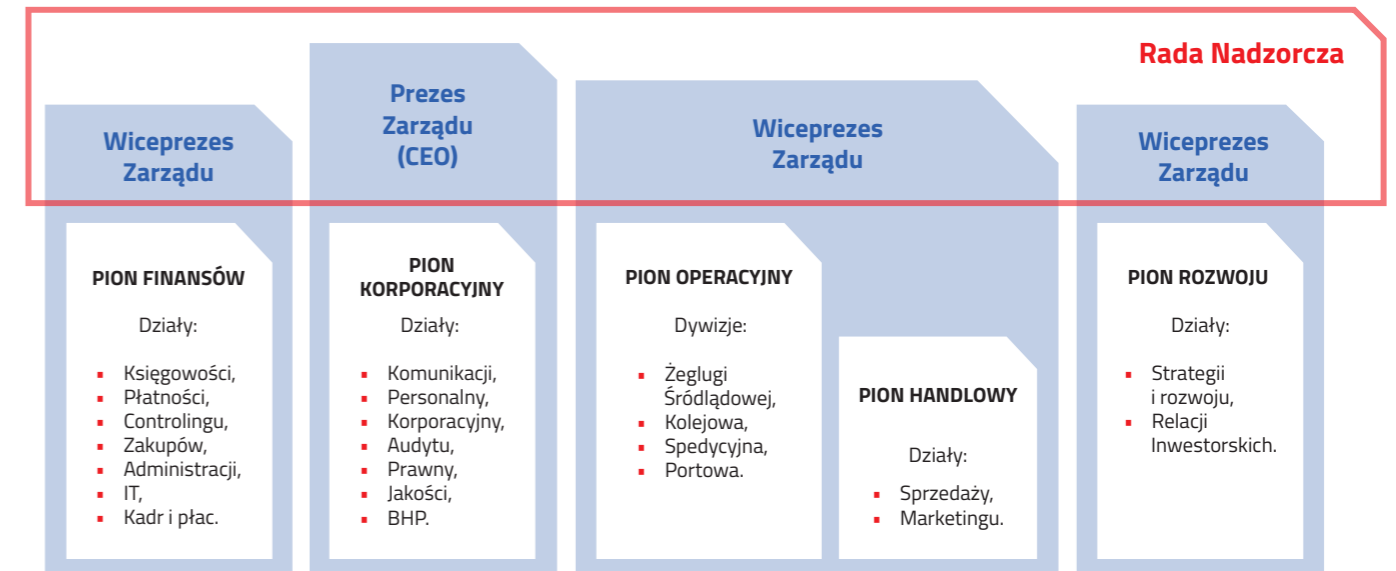 Rada Nadzorcza
Wiceprezes
Zarządu
PION FINANSÓW
Działy:
▪ Księgowości,
▪ Płatności,
▪ Controlingu,
▪ Zakupów,
▪ Administracji,
▪ IT,
▪ Kadr i płac.
Prezes
Zarządu
(CEO)
PION
KORPORACYJNY
Działy:
▪ Komunikacji,
▪ Personalny,
▪ Korporacyjny,
▪ Audytu,
▪ Prawny,
▪ Jakości,
▪ BHP.
Wiceprezes
Zarządu
PION OPERACYJNY
Dywizje:
▪ Żeglugi
Śródlądowej,
▪ Kolejowa,
▪ Spedycyjna,
▪ Portowa.
PION HANDLOWY
Działy:
▪ Sprzedaży,
▪ Marketingu.
Wiceprezes
Zarządu
PION ROZWOJU
Działy:
▪ Strategii
i rozwoju,
▪ Relacji
Inwestorskich.